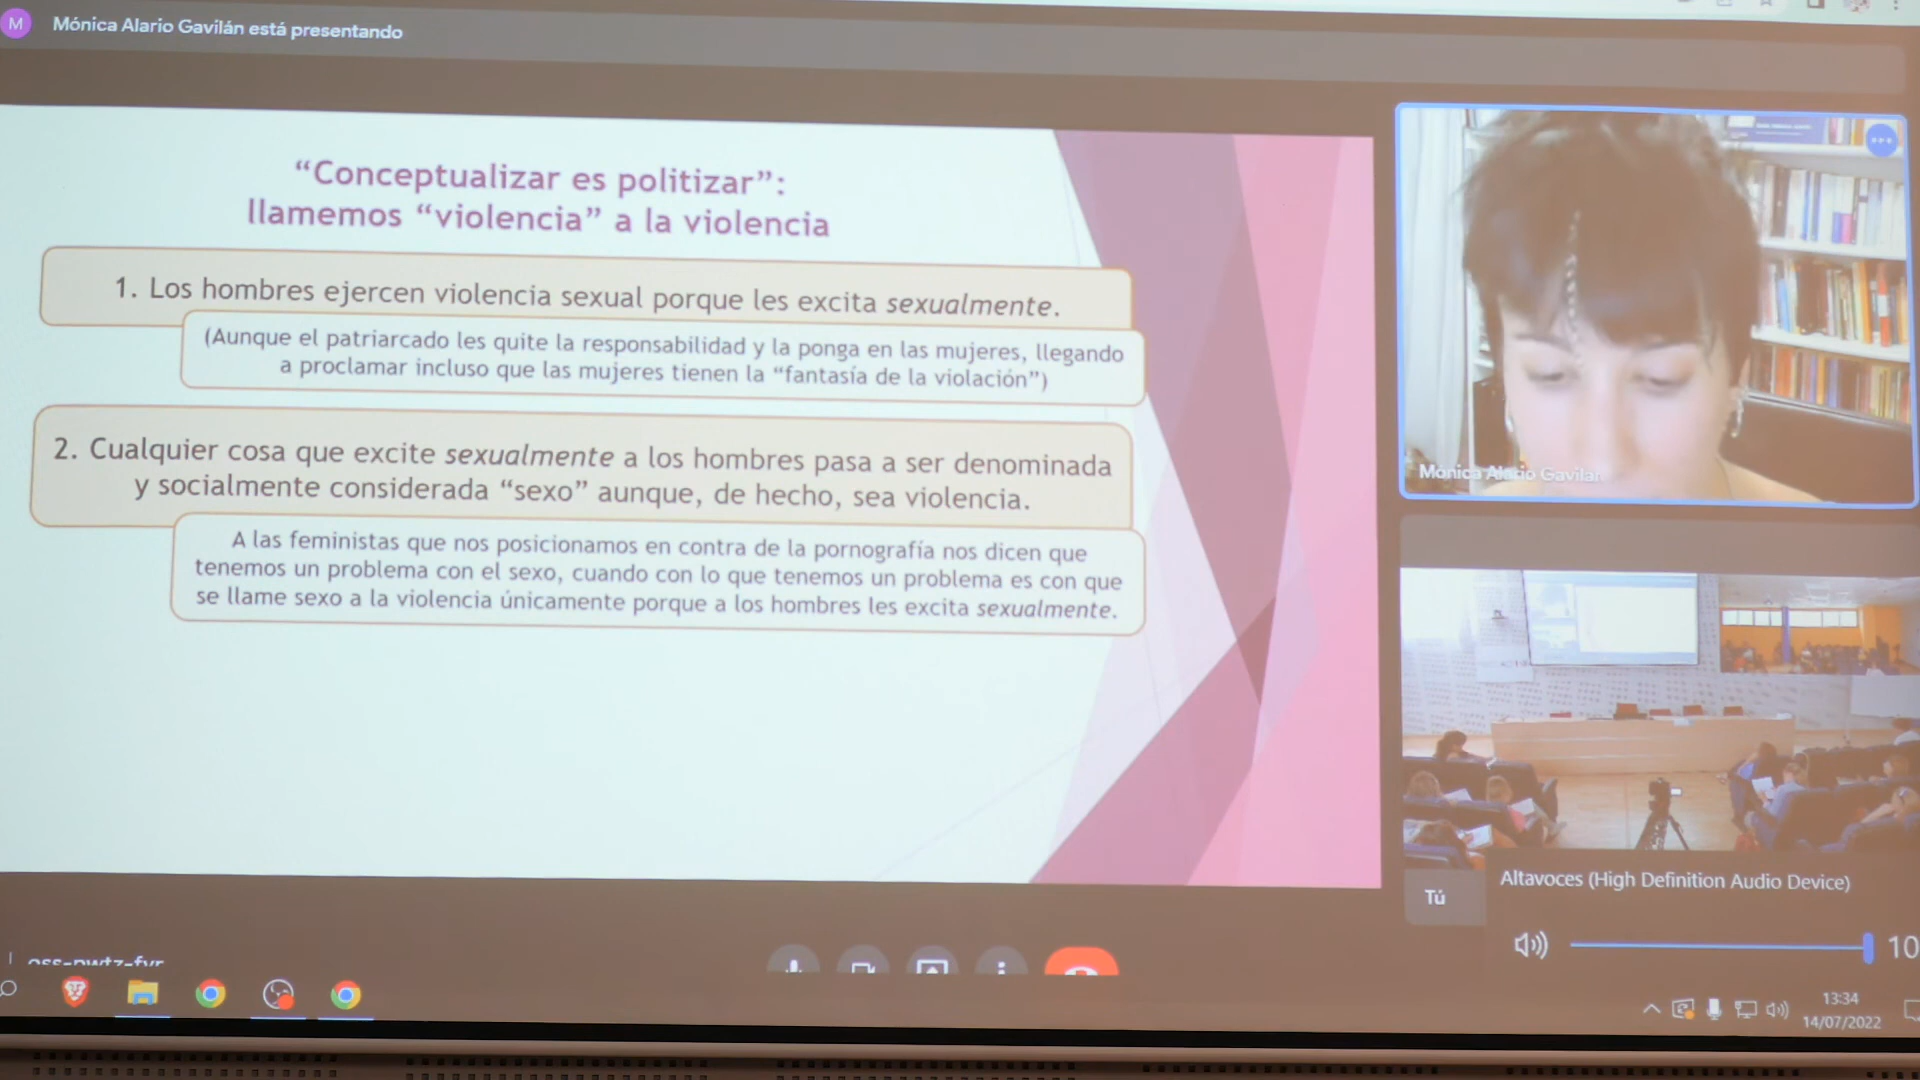 M
Mónica Alario Gavilán está presentando
“Conceptualizar es politizar”:
llamemos “violencia” a la violencia
1. Los hombres ejercen violencia sexual porque les excita sexualmente.
(Aunque el patriarcado les quite la responsabilidad y la ponga en las mujeres, llegando
a proclamar incluso que las mujeres tienen la “fantasía de la violación”)
2. Cualquier cosa que excite sexualmente a los hombres pasa a ser denominada
y socialmente considerada “sexo” aunque, de hecho, sea violencia.
A las feministas que nos posicionamos en contra de la pornografía nos dicen que
tenemos un problema con el sexo, cuando con lo que tenemos un problema es con que
se llame sexo a la violencia únicamente porque a los hombres les excita sexualmente.
Mónica Alario Gavilán
Altavoces (High Definition Audio Device)
Tú
10
13:34
14/07/2022